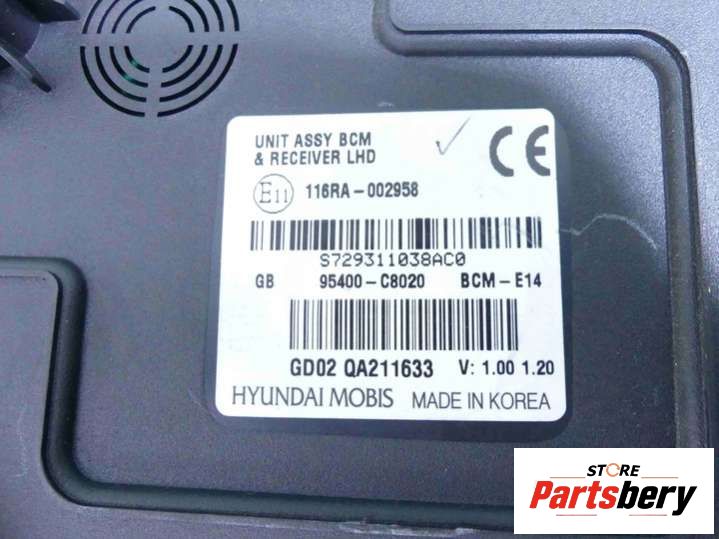 UNIT ASSY BCM
& RECEIVER LHD
CE
E11 116RA-002958
S729311038AC0
GB 95400-C8020 BCM-E14
GD02 QA211633 V: 1.00 1.20
HYUNDAI MOBIS MADE IN KOREA
STORE
Partsbery